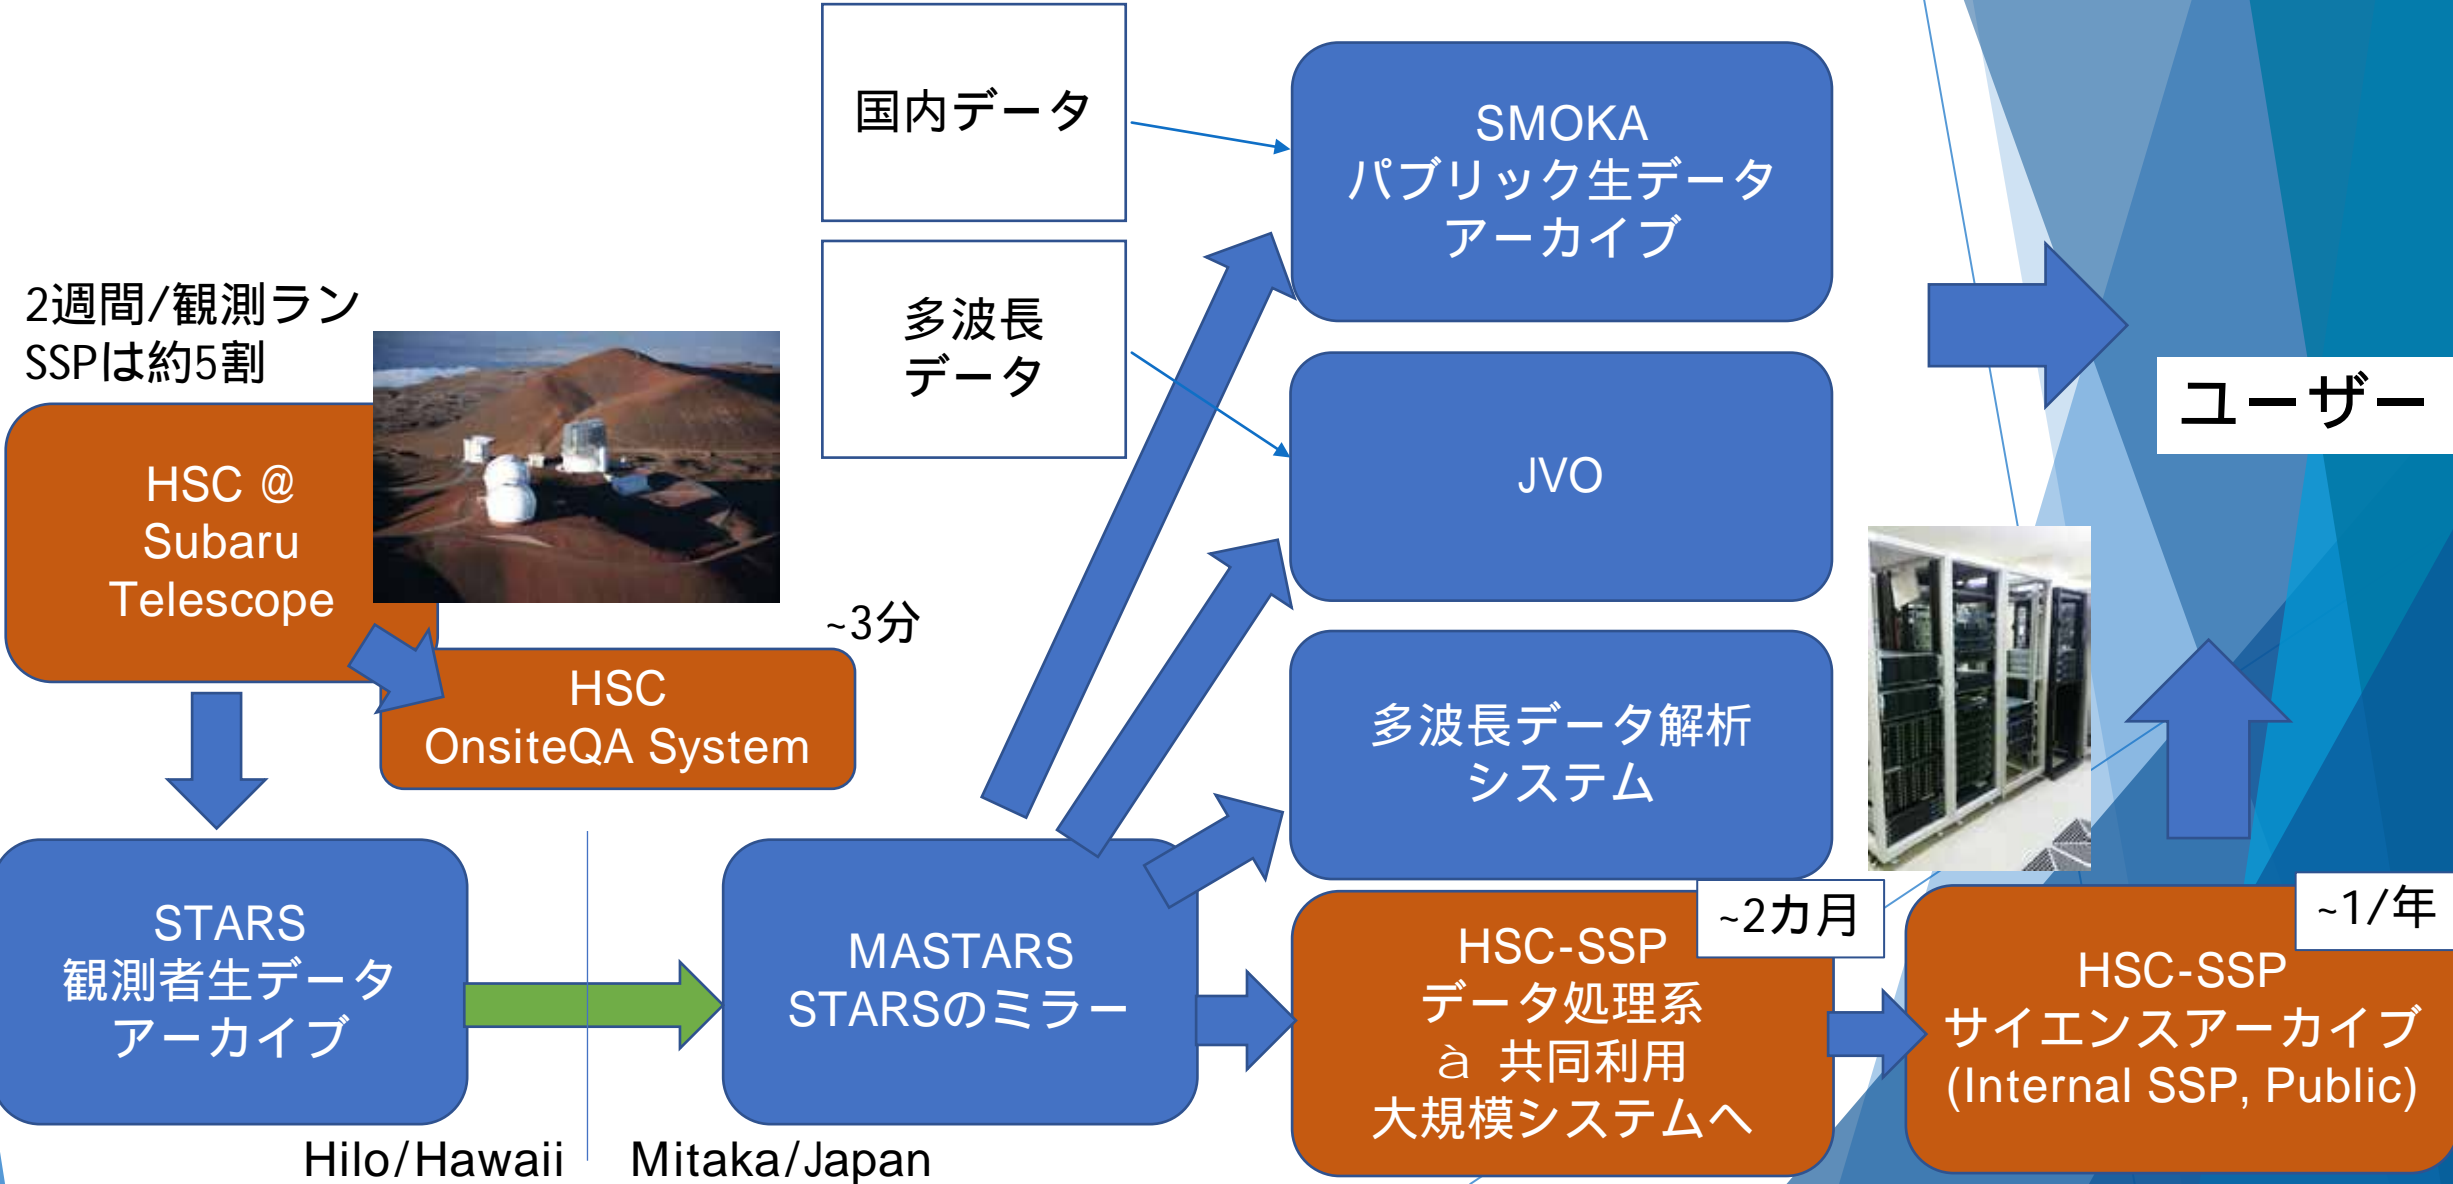 国内データ
SMOKA
パブリック生データ
アーカイブ
2週間/観測ラン
SSPは約5割
多波長
データ
ユーザー
HSC @
Subaru
Telescope
JVO
~3分
HSC
OnsiteQA System
多波長データ解析
システム
STARS
観測者生データ
アーカイブ
MASTARS
STARSのミラー
~2カ月
HSC-SSP
データ処理系
à 共同利用
大規模システムへ
~1/年
HSC-SSP
サイエンスアーカイブ
(Internal SSP, Public)
Hilo/Hawaii
Mitaka/Japan